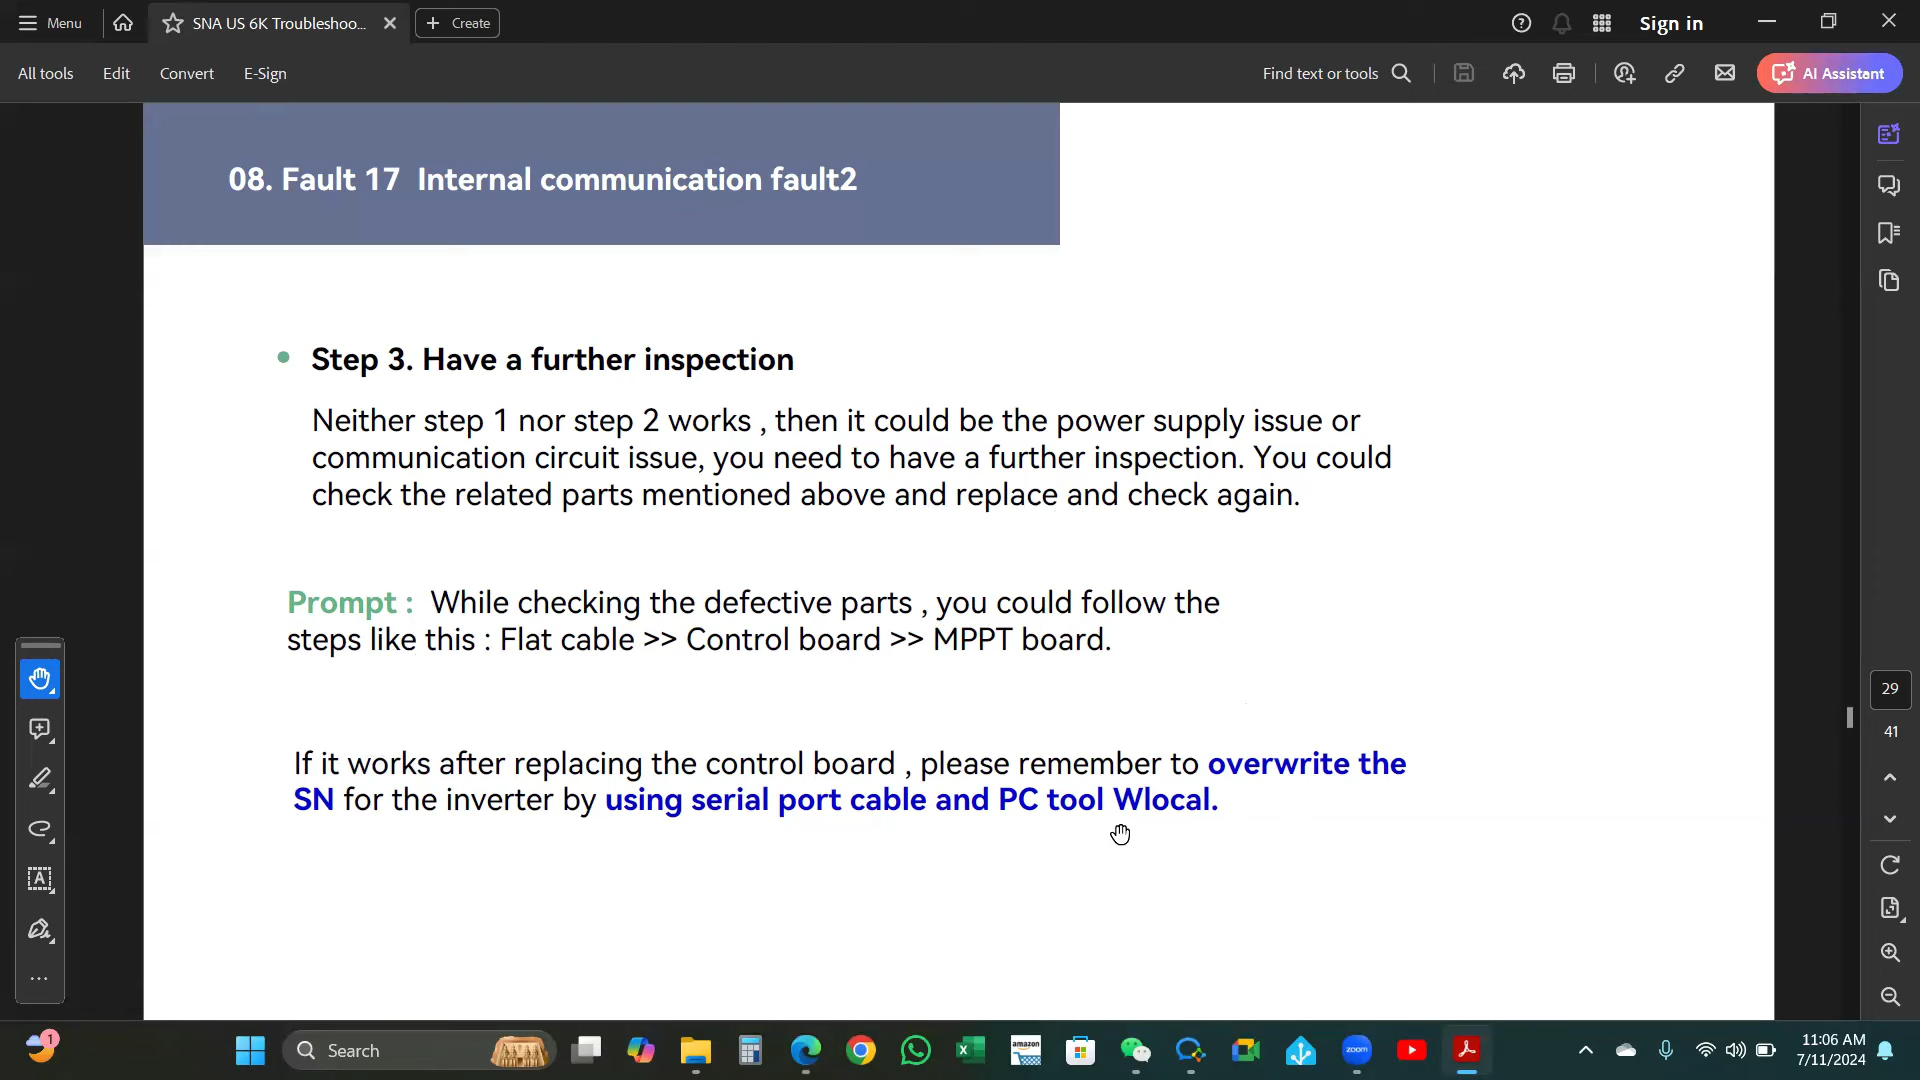 Menu
SNA US 6K Troubleshoo...
Create
Sign in
All tools
Edit
Convert
E-Sign
Find text or tools
AI Assistant
08. Fault 17 Internal communication fault2
Step 3. Have a further inspection
Neither step 1 nor step 2 works , then it could be the power supply issue or
communication circuit issue, you need to have a further inspection. You could
check the related parts mentioned above and replace and check again.
Prompt : While checking the defective parts , you could follow the
steps like this : Flat cable >> Control board >> MPPT board.
If it works after replacing the control board , please remember to overwrite the
SN for the inverter by using serial port cable and PC tool Wlocal.
29
41
1
Search
amazon
zoom
11:06 AM
7/11/2024